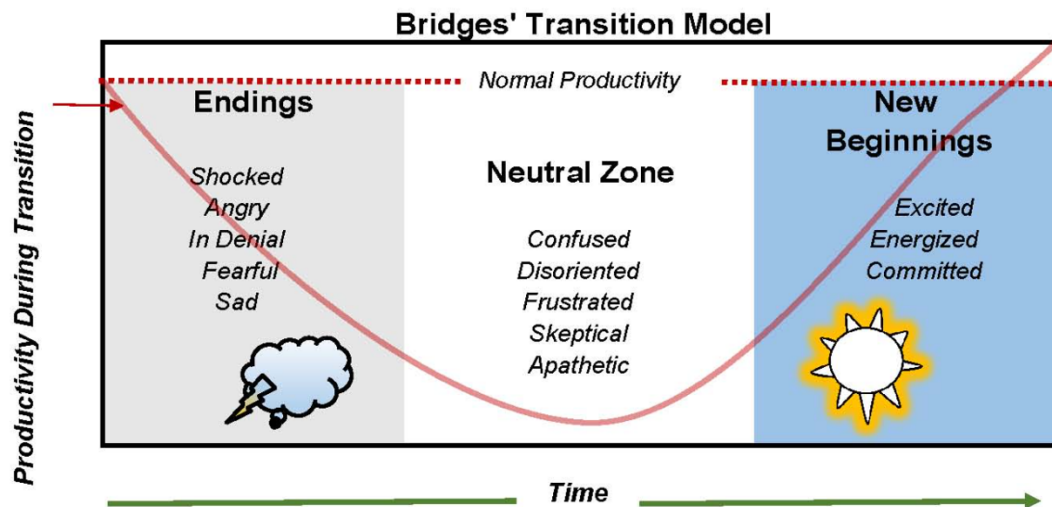 Bridges' Transition Model
Normal Productivity
Productivity During Transition
Endings
Shocked
Angry
In Denial
Fearful
Sad
Neutral Zone
Confused
Disoriented
Frustrated
Skeptical
Apathetic
New
Beginnings
Excited
Energized
Committed
Time